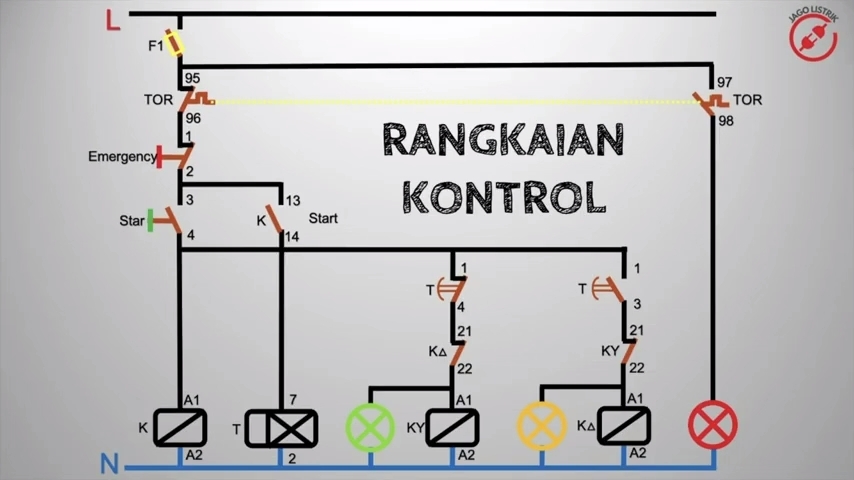 L
JAGO LISTRIK
F1
95
97
TOR
TOR
96
98
RANGKAIAN
KONTROL
1
Emergency
2
3
13
Star
K
Start
4
14
1
1
T
T
4
3
21
21
K△
KY
22
22
A1
7
A1
A1
K
T
KY
K△
A2
2
A2
A2
N